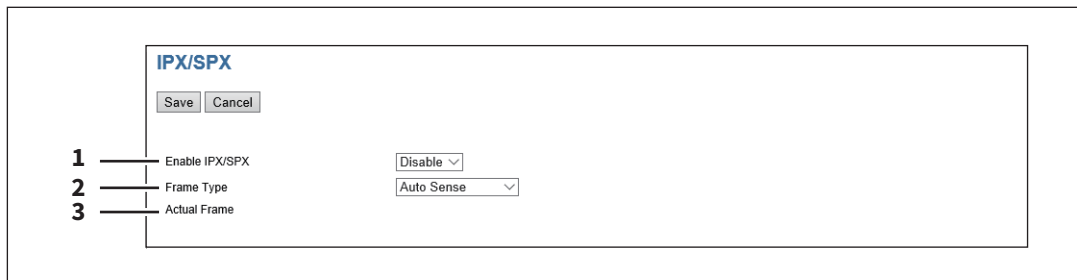 IPX/SPX
Save Cancel
1 Enable IPX/SPX Disable
2 Frame Type Auto Sense
3 Actual Frame